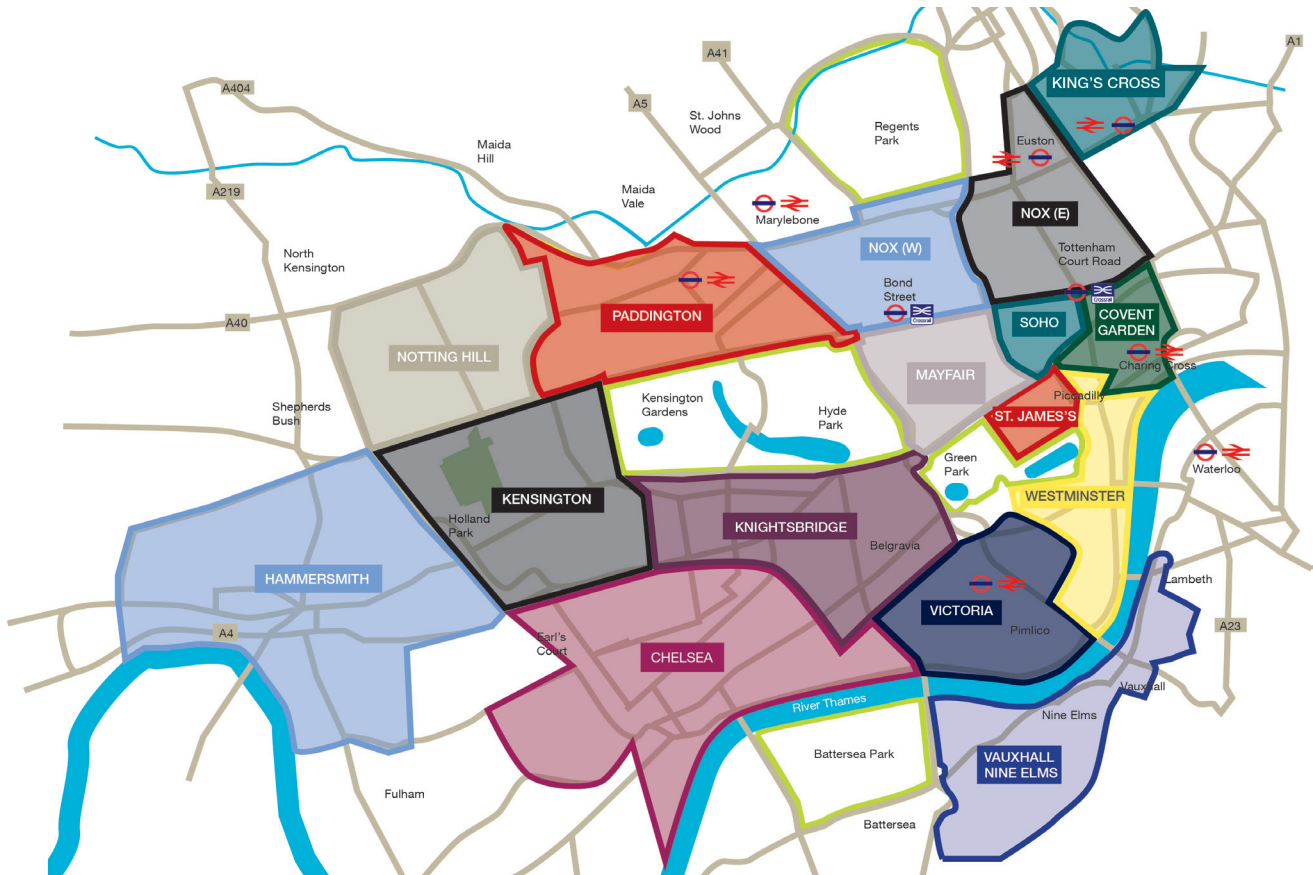 A1
A41
KING'S CROSS
A404
A5
St. Johns
Wood
Regents
Park
Euston
Maida
Hill
A219
Maida
Vale
Marylebone
NOX (E)
North
Kensington
NOX (W)
Tottenham
Court Road
Bond
Street
Crossrail
Crossrail
A40
PADDINGTON
SOHO
COVENT
GARDEN
NOTTING HILL
Charing Cross
MAYFAIR
Kensington
Gardens
Piccadilly
Shepherds
Bush
Hyde
Park
ST. JAMES'S
Green
Park
Waterloo
KENSINGTON
WESTMINSTER
Holland
Park
KNIGHTSBRIDGE
Belgravia
HAMMERSMITH
Lambeth
VICTORIA
A4
Earl's
Court
Pimlico
A23
CHELSEA
Vauxhall
River Thames
Nine Elms
Battersea Park
VAUXHALL
NINE ELMS
Fulham
Battersea